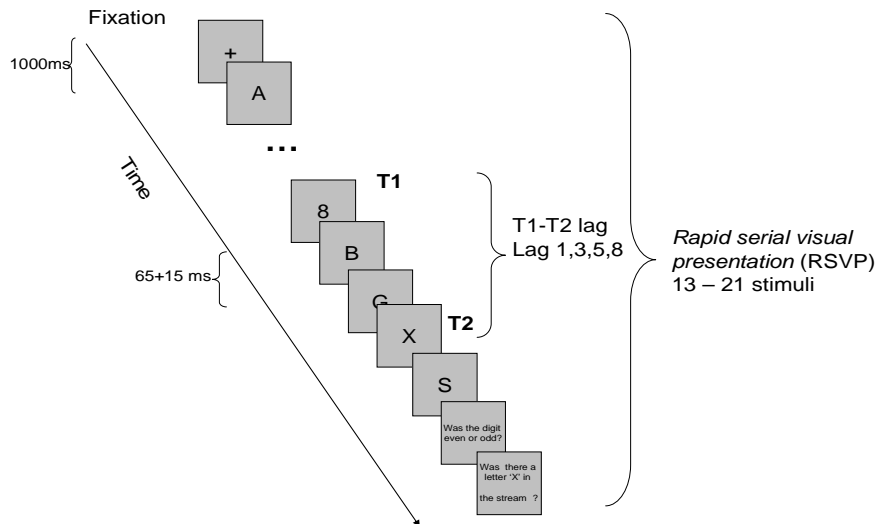 Fixation
1000ms
+
A
...
Time
T1
8
T1-T2 lag
Lag 1,3,5,8
B
Rapid serial visual
presentation (RSVP)
13 – 21 stimuli
65+15 ms
G
T2
X
S
Was the digit
even or odd?
Was there a
letter 'X' in
the stream ?